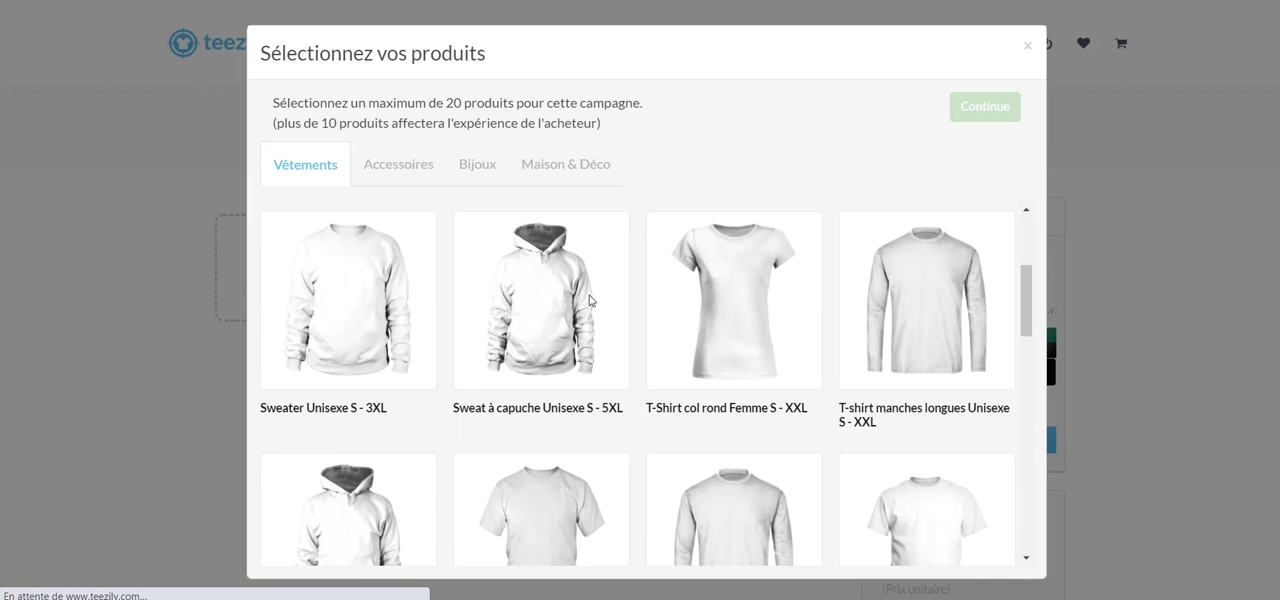 teez
Sélectionnez vos produits
×
Sélectionnez un maximum de 20 produits pour cette campagne.
(plus de 10 produits affectera l'expérience de l'acheteur)
Continue
Vêtements Accessoires Bijoux Maison & Déco
Sweater Unisexe S - 3XL
Sweat à capuche Unisexe S - 5XL
T-Shirt col rond Femme S - XXL
T-shirt manches longues Unisexe
S - XXL
(Prix unitaire)
En attente de www.teezily.com...